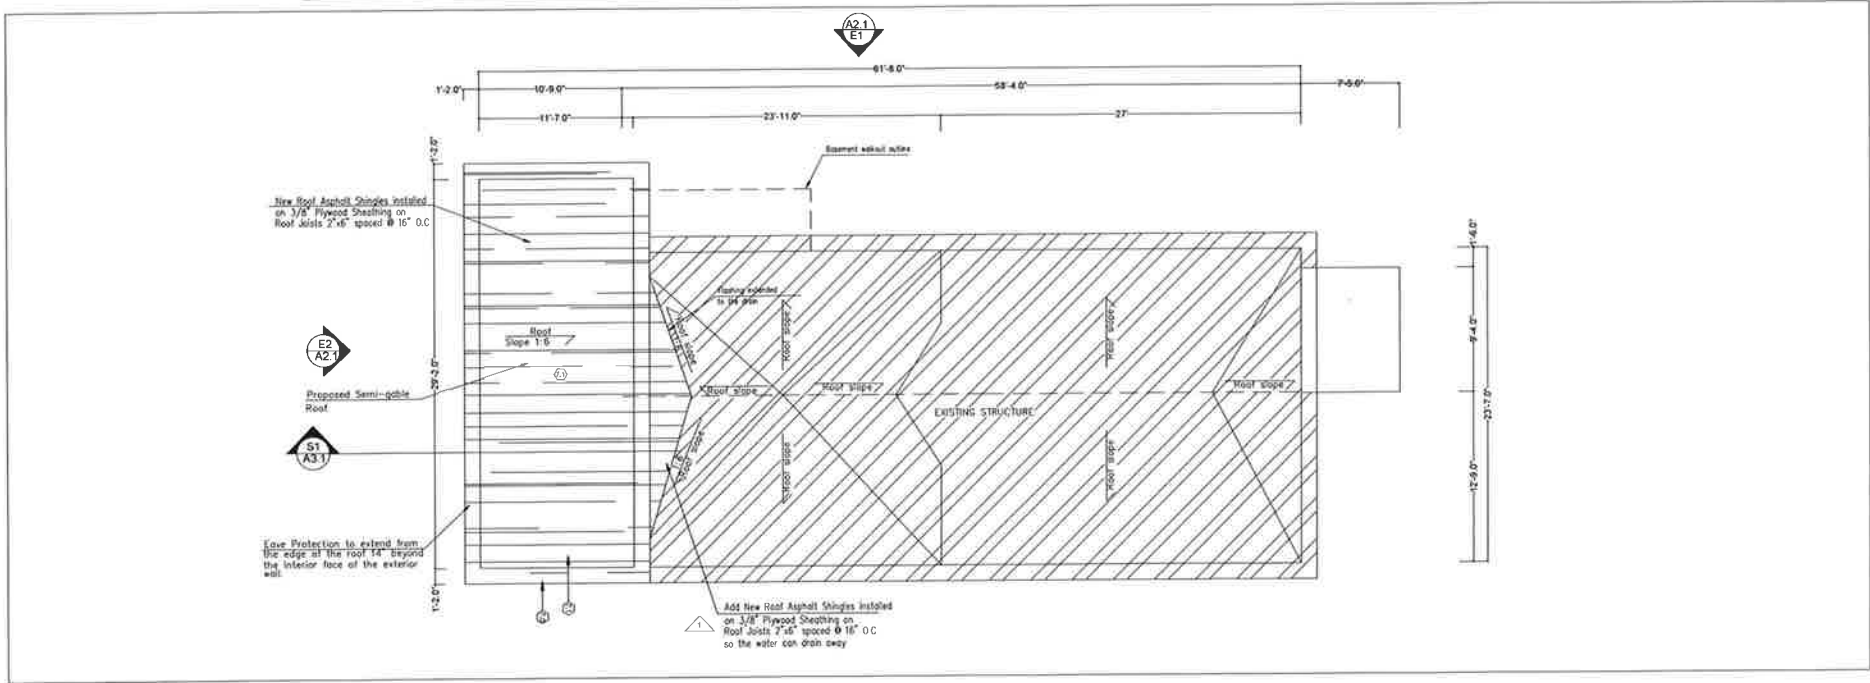 A2.1
E1
61'-8.0"
1'-2.0"
10'-9.0"
58'-4.0"
7'-5.0"
11'-7.0"
23'-11.0"
27'
1'-2.0"
Basement walkout outline
New Roof Asphalt Shingles installed
on 3/8" Plywood Sheathing on
Roof Joists 2"x6" spaced @ 16" O.C
1'-6.0"
flashing extended
to the drain
Roof slope
Roof slope
Roof slope
Roof
Slope 1:6
E2
A2.1
7.1
9'-4.0"
29'-2.0"
Proposed Semi-gable
Roof
Roof slope
Roof slope
Roof slope
EXISTING STRUCTURE
23'-7.0"
S1
A3.1
Roof slope
Roof slope
Roof slope
12'-9.0"
Eave Protection to extend from
the edge of the roof 14" beyond
the interior face of the exterior
wall
1'-2.0"
1
Add New Roof Asphalt Shingles installed
on 3/8" Plywood Sheathing on
Roof Joists 2"x6" spaced @ 16" O.C
so the water can drain away